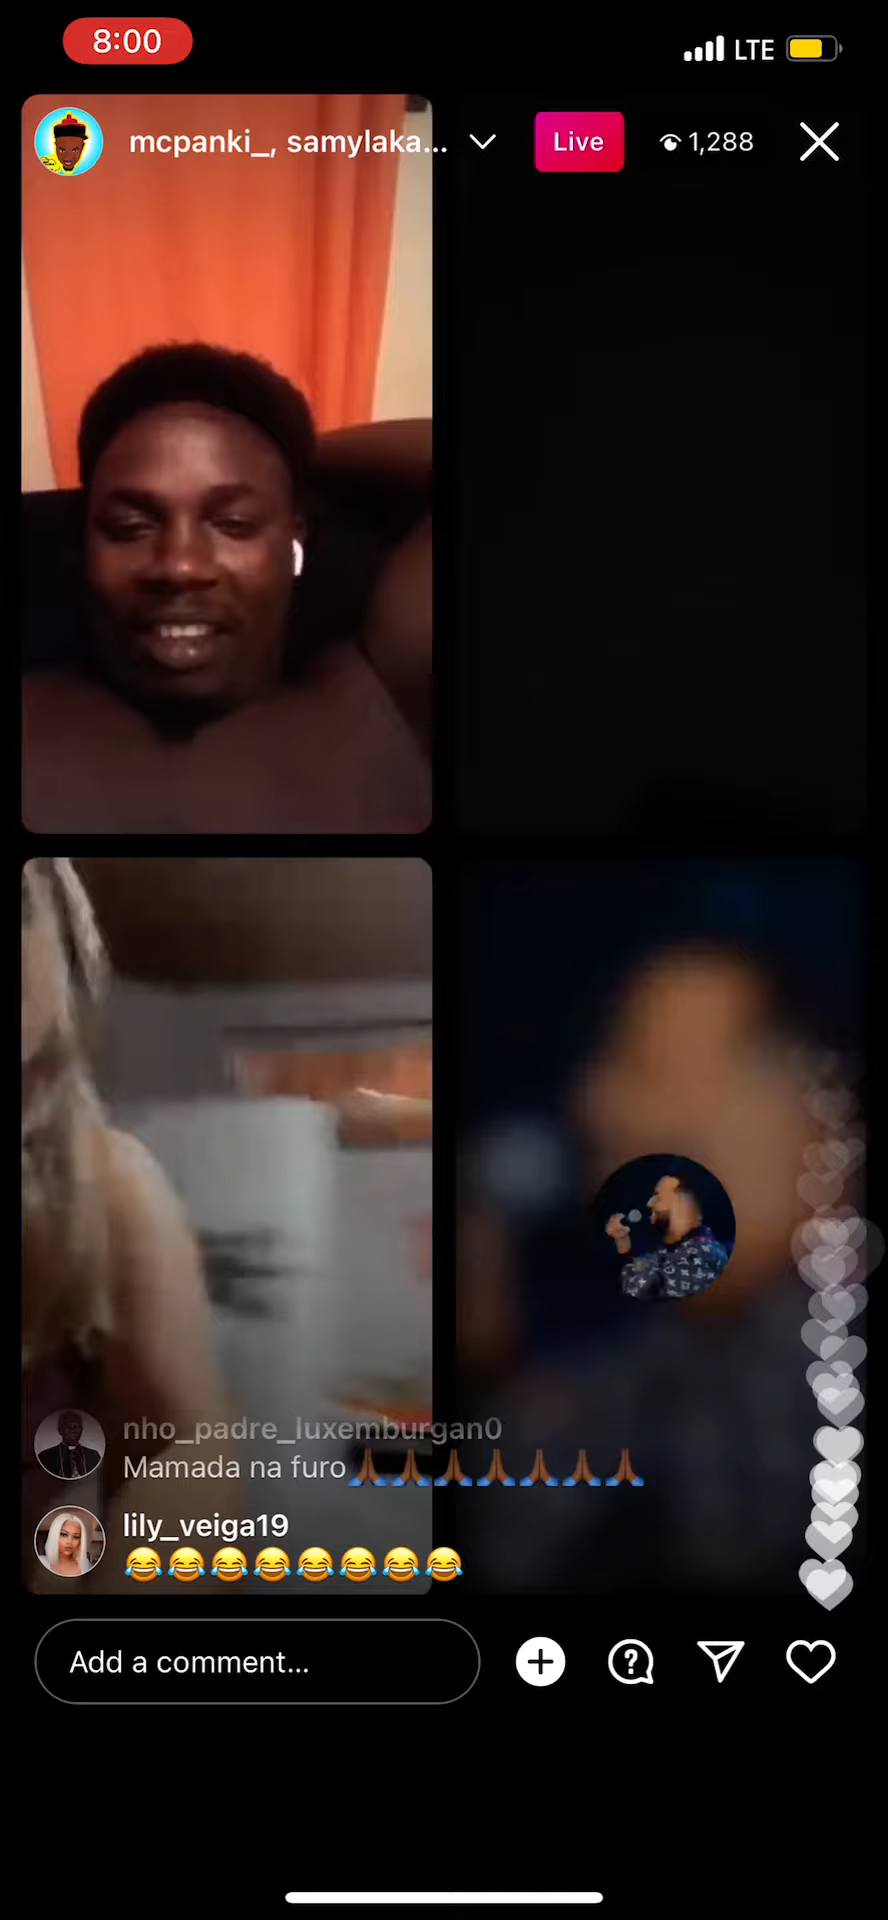 8:00
LTE
mcpanki_, samylaka...
Live
1,288
nho_padre_luxemburgan0
Mamada na furo🙏🏾🙏🏾🙏🏾🙏🏾🙏🏾🙏🏾🙏🏾
lily_veiga19
😂😂😂😂😂😂😂😂
Add a comment...